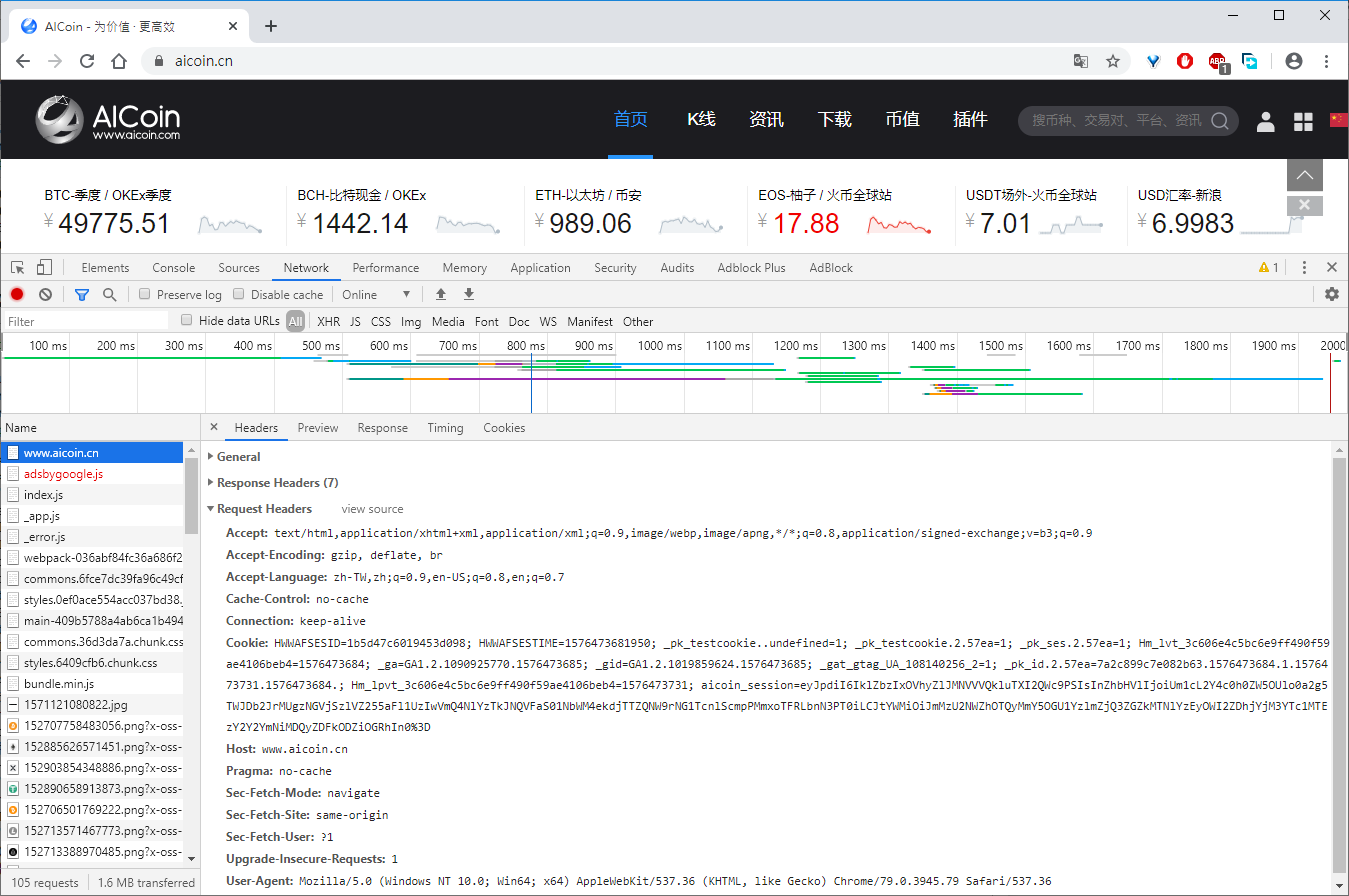 AICoin - 为价值 · 更高效
aicoin.cn
ABP 1
AICoin
www.aicoin.com
首页 K线 资讯 下载 币值 插件
搜币种、交易对、平台、资讯
BTC-季度 / OKEx季度 BCH-比特现金 / OKEx ETH-以太坊 / 币安 EOS-柚子 / 火币全球站 USDT场外-火币全球站 USD汇率-新浪
¥ 49775.51 ¥ 1442.14 ¥ 989.06 ¥ 17.88 ¥ 7.01 ¥ 6.9983
Elements Console Sources Network Performance Memory Application Security Audits Adblock Plus AdBlock 1
Preserve log Disable cache Online
Filter Hide data URLs All XHR JS CSS Img Media Font Doc WS Manifest Other
100 ms 200 ms 300 ms 400 ms 500 ms 600 ms 700 ms 800 ms 900 ms 1000 ms 1100 ms 1200 ms 1300 ms 1400 ms 1500 ms 1600 ms 1700 ms 1800 ms 1900 ms 2000
Name
www.aicoin.cn
adsbygoogle.js
index.js
_app.js
_error.js
webpack-036abf84fc36a686f2
commons.6fce7dc39fa96c49cf
styles.0ef0ace554acc037bd38.
main-409b5788a4ab6ca1b494
commons.36d3da7a.chunk.css
styles.6409cfb6.chunk.css
bundle.min.js
1571121080822.jpg
152707758483056.png?x-oss-
152885626571451.png?x-oss-
152903854348886.png?x-oss-
152890658913873.png?x-oss-
152706501769222.png?x-oss-
152713571467773.png?x-oss-
152713388970485.png?x-oss-
105 requests 1.6 MB transferred
Headers Preview Response Timing Cookies
General
Response Headers (7)
Request Headers view source
Accept: text/html,application/xhtml+xml,application/xml;q=0.9,image/webp,image/apng,*/*;q=0.8,application/signed-exchange;v=b3;q=0.9
Accept-Encoding: gzip, deflate, br
Accept-Language: zh-TW,zh;q=0.9,en-US;q=0.8,en;q=0.7
Cache-Control: no-cache
Connection: keep-alive
Cookie: HWWAFSESID=1b5d47c6019453d098; HWWAFSESTIME=1576473681950; _pk_testcookie..undefined=1; _pk_testcookie.2.57ea=1; _pk_ses.2.57ea=1; Hm_lvt_3c606e4c5bc6e9ff490f59
ae4106beb4=1576473684; _ga=GA1.2.1090925770.1576473685; _gid=GA1.2.1019859624.1576473685; _gat_gtag_UA_108140256_2=1; _pk_id.2.57ea=7a2c899c7e082b63.1576473684.1.15764
73731.1576473684.; Hm_lpvt_3c606e4c5bc6e9ff490f59ae4106beb4=1576473731;
Host: www.aicoin.cn
Pragma: no-cache
Sec-Fetch-Mode: navigate
Sec-Fetch-Site: same-origin
Sec-Fetch-User: ?1
Upgrade-Insecure-Requests: 1
User-Agent: Mozilla/5.0 (Windows NT 10.0; Win64; x64) AppleWebKit/537.36 (KHTML, like Gecko) Chrome/79.0.3945.79 Safari/537.36